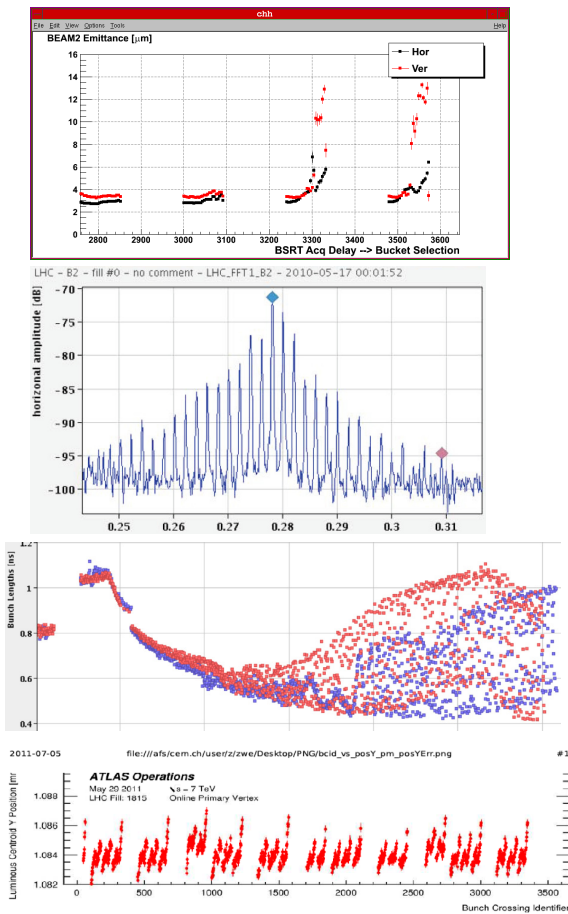 chh
File Edit View Options Tools Help
BEAM2 Emittance [μm]
Hor
Ver
16
14
12
10
8
6
4
2
0
2800 2900 3000 3100 3200 3300 3400 3500 3600
BSRT Acq Delay --> Bucket Selection
LHC - B2 - fill #0 - no comment - LHC_FFT1_B2 - 2010-05-17 00:01:52
horizonal amplitude [dB]
-70
-75
-80
-85
-90
-95
-100
0.25 0.26 0.27 0.28 0.29 0.3 0.31
Bunch Lengths [ns]
1.2
1
0.8
0.6
0.4
2011-07-05 file:///afs/cern.ch/user/z/zwe/Desktop/PNG/bcid_vs_posY_pm_posYErr.png #1
Luminous Centroid Y Position [mr
ATLAS Operations
May 29 2011 √s = 7 TeV
LHC Fill: 1815 Online Primary Vertex
1.088
1.086
1.084
1.082
0 500 1000 1500 2000 2500 3000 3500
Bunch Crossing Identifier